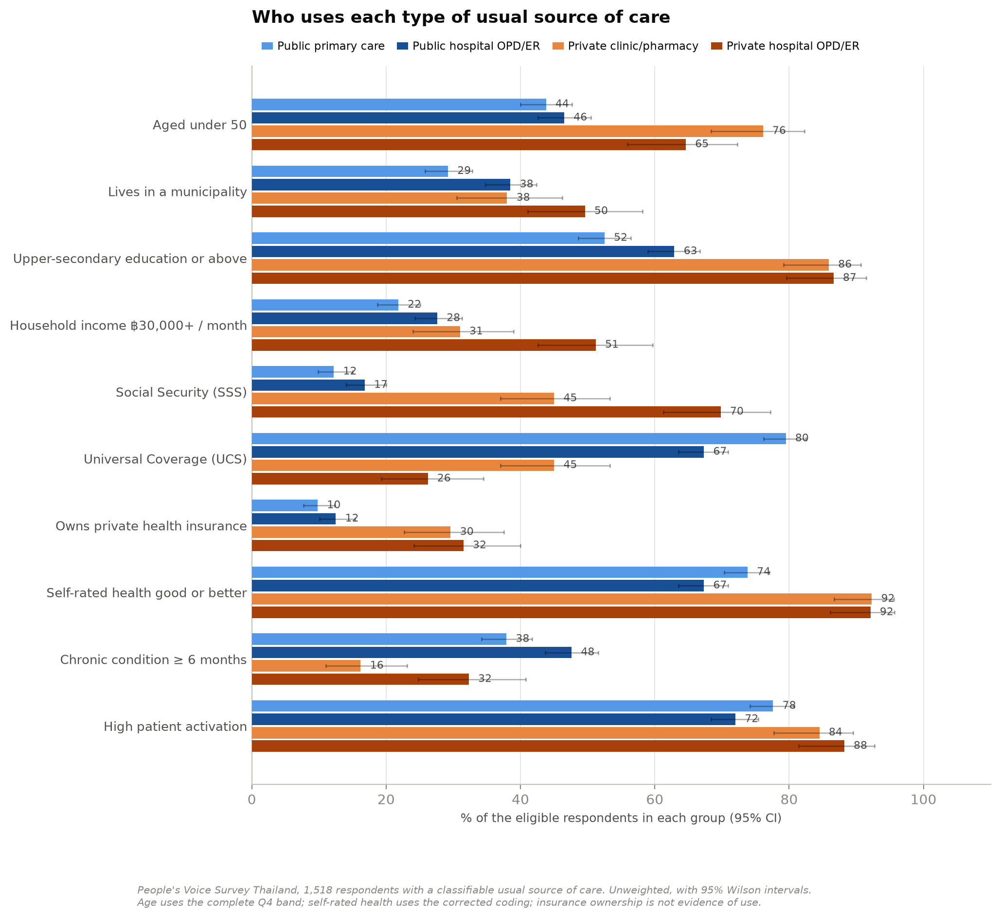 Who uses each type of usual source of care
Public primary care Public hospital OPD/ER Private clinic/pharmacy Private hospital OPD/ER
Aged under 50
44
46
76
65
Lives in a municipality
29
38
38
50
Upper-secondary education or above
52
63
86
87
Household income ฿30,000+ / month
22
28
31
51
Social Security (SSS)
12
17
45
70
Universal Coverage (UCS)
80
67
45
26
Owns private health insurance
10
12
30
32
Self-rated health good or better
74
67
92
92
Chronic condition ≥ 6 months
38
48
16
32
High patient activation
78
72
84
88
0 20 40 60 80 100
% of the eligible respondents in each group (95% CI)
People's Voice Survey Thailand, 1,518 respondents with a classifiable usual source of care. Unweighted, with 95% Wilson intervals.
Age uses the complete Q4 band; self-rated health uses the corrected coding; insurance ownership is not evidence of use.